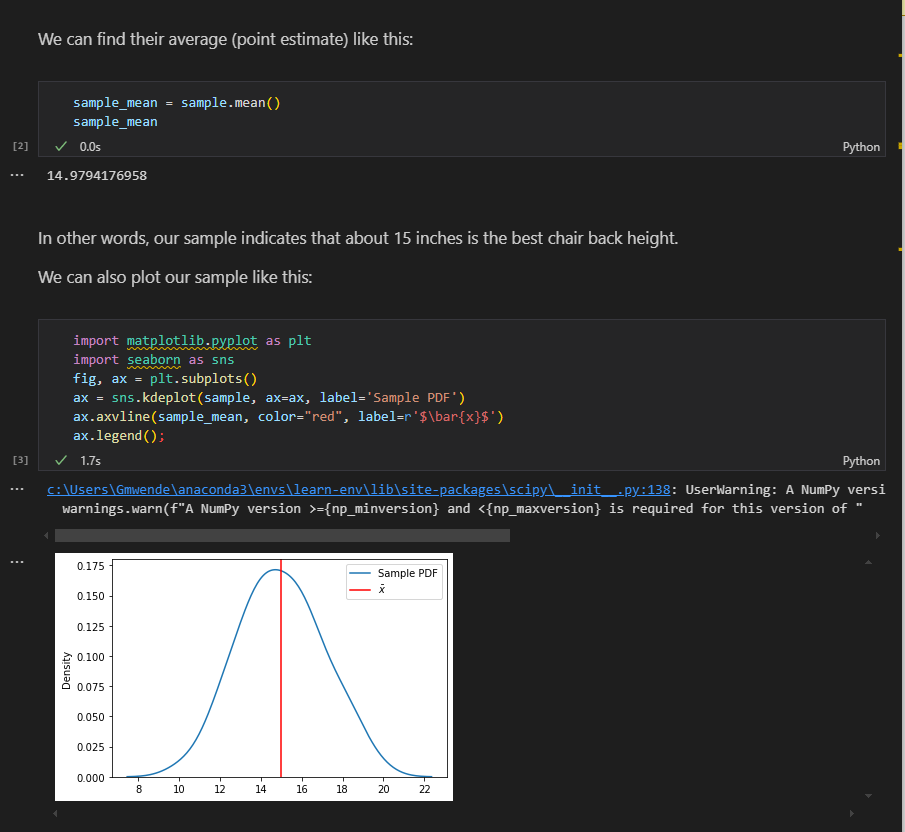 We can find their average (point estimate) like this:
sample_mean = sample.mean()
sample_mean
[2]
0.0s
Python
...
14.9794176958
In other words, our sample indicates that about 15 inches is the best chair back height.
We can also plot our sample like this:
import matplotlib.pyplot as plt
import seaborn as sns
fig, ax = plt.subplots()
ax = sns.kdeplot(sample, ax=ax, label='Sample PDF')
ax.axvline(sample_mean, color="red", label=r'$\bar{x}$')
ax.legend();
[3]
1.7s
Python
...
c:\Users\Gmwende\anaconda3\envs\learn-env\lib\site-packages\scipy\__init__.py:138: UserWarning: A NumPy versi
warnings.warn(f"A NumPy version >={np_minversion} and <{np_maxversion} is required for this version of "
...
0.175
0.150
0.125
0.100
0.075
0.050
0.025
0.000
Density
Sample PDF
x̄
8 10 12 14 16 18 20 22